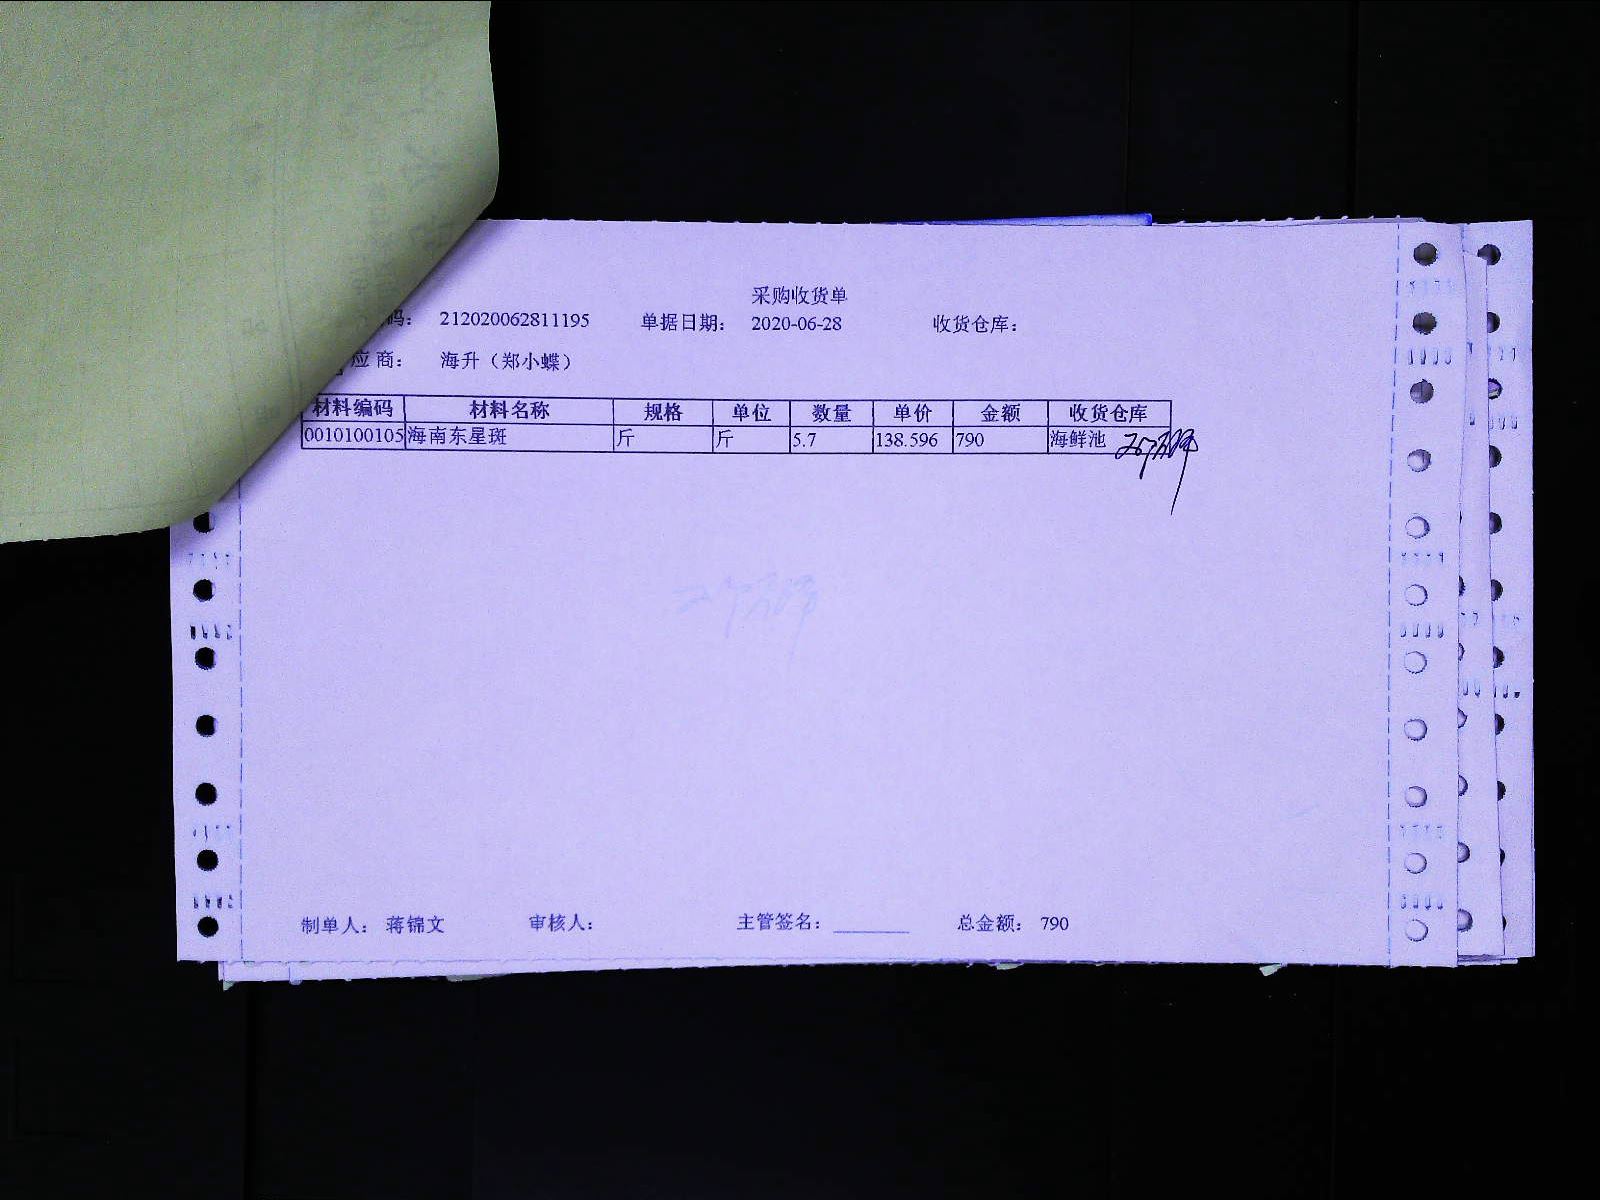 采购收货单
码： 212020062811195 单据日期： 2020-06-28 收货仓库：
应商： 海升（郑小蝶）
材料编码 材料名称 规格 单位 数量 单价 金额 收货仓库
0010100105 海南东星斑 斤 斤 5.7 138.596 790 海鲜池
制单人： 蒋锦文 审核人： 主管签名： 总金额： 790